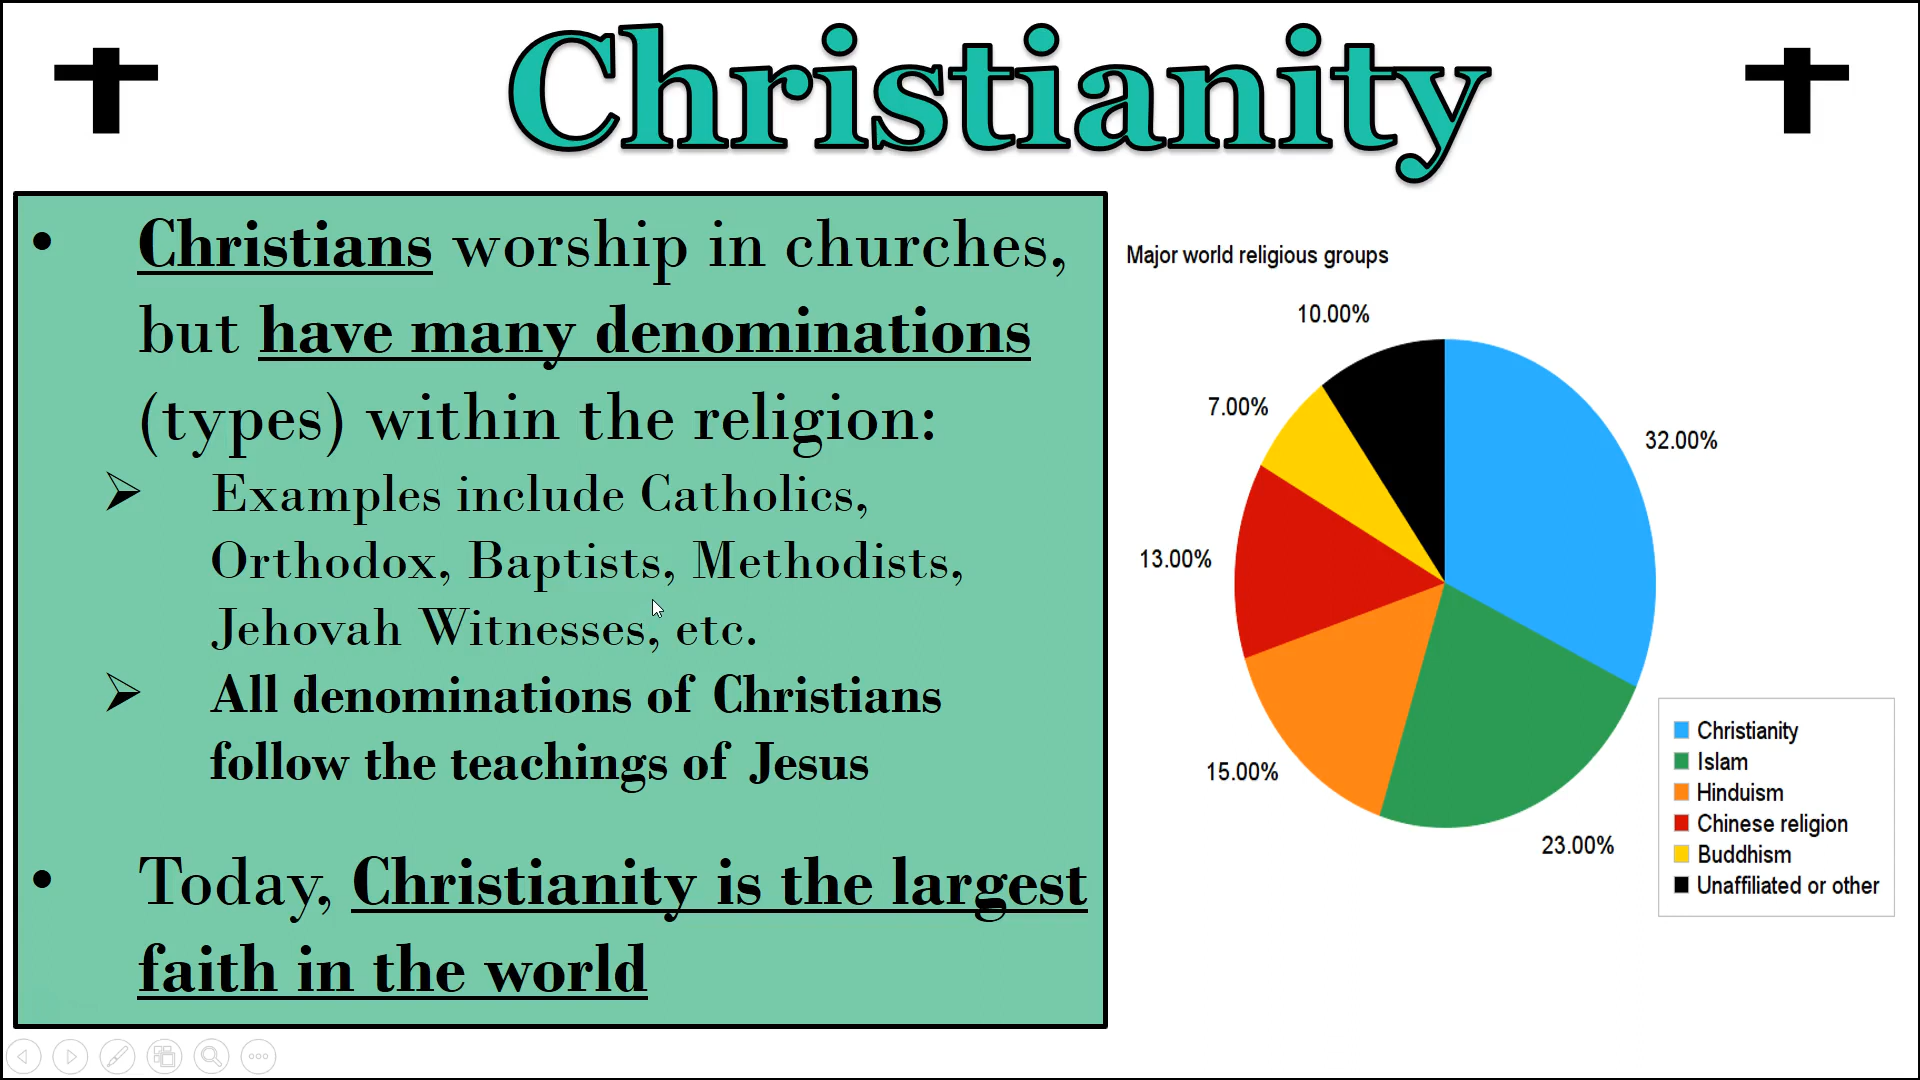 Christianity
• Christians worship in churches,
but have many denominations
(types) within the religion:
➢ Examples include Catholics,
Orthodox, Baptists, Methodists,
Jehovah Witnesses, etc.
➢ All denominations of Christians
follow the teachings of Jesus
• Today, Christianity is the largest
faith in the world
Major world religious groups
10.00%
7.00%
32.00%
13.00%
15.00%
23.00%
Christianity
Islam
Hinduism
Chinese religion
Buddhism
Unaffiliated or other